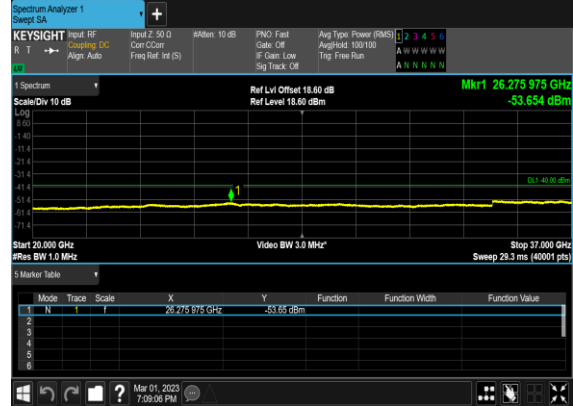 Spectrum Analyzer 1
Swept SA
+
KEYSIGHT
R T
LU
Input: RF
Coupling: DC
Align: Auto
Input Z: 50 Ω
Corr CCorr
Freq Ref: Int (S)
#Atten: 10 dB
PNO: Fast
Gate: Off
IF Gain: Low
Sig Track: Off
Avg Type: Power (RMS)
Avg|Hold: 100/100
Trig: Free Run
1 2 3 4 5 6
A W W W W W
A N N N N N
1 Spectrum
Scale/Div 10 dB
Ref Lvl Offset 18.60 dB
Ref Level 18.60 dBm
Mkr1 26.275 975 GHz
-53.654 dBm
Log
8.60
-1.40
-11.4
-21.4
-31.4
-41.4
-51.4
-61.4
-71.4
DL1 -40.00 dBm
1
Start 20.000 GHz
#Res BW 1.0 MHz
Video BW 3.0 MHz*
Stop 37.000 GHz
Sweep 29.3 ms (40001 pts)
5 Marker Table
Mode Trace Scale X Y Function Function Width Function Value
1 N 1 f 26.275 975 GHz -53.65 dBm
2
3
4
5
6
?
Mar 01, 2023
7:09:06 PM